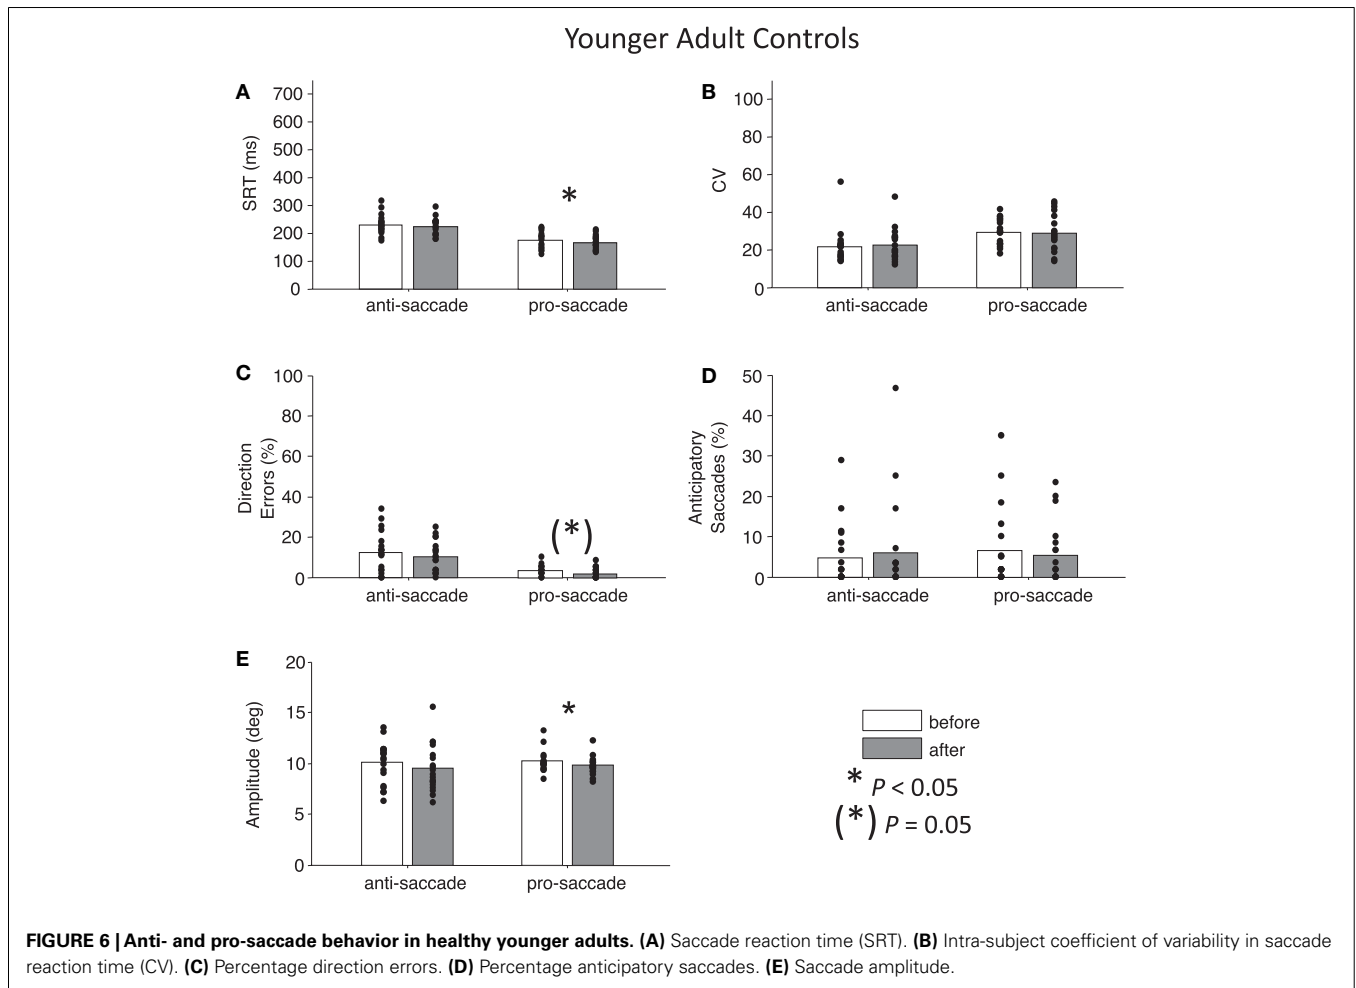 Younger Adult Controls
A
SRT (ms)
700
600
500
400
300
200
100
0
*
anti-saccade pro-saccade
B
CV
100
80
60
40
20
0
anti-saccade pro-saccade
C
Direction
Errors (%)
100
80
60
40
20
0
(*)
anti-saccade pro-saccade
D
Anticipatory
Saccades (%)
50
40
30
20
10
0
anti-saccade pro-saccade
E
Amplitude (deg)
20
15
10
5
0
*
anti-saccade pro-saccade
before
after
* P < 0.05
(*) P = 0.05
FIGURE 6 | Anti- and pro-saccade behavior in healthy younger adults. (A) Saccade reaction time (SRT). (B) Intra-subject coefficient of variability in saccade
reaction time (CV). (C) Percentage direction errors. (D) Percentage anticipatory saccades. (E) Saccade amplitude.